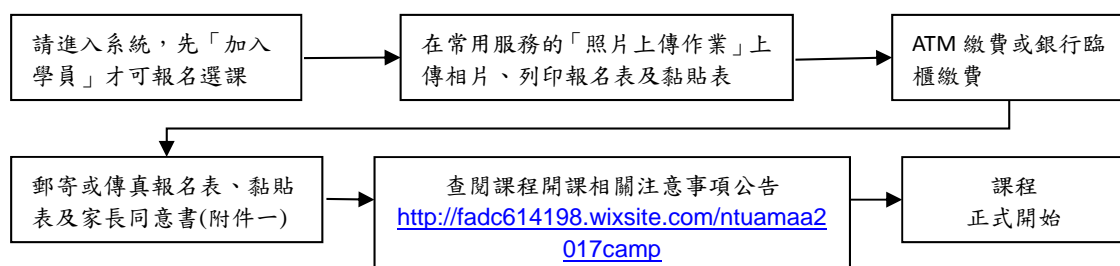 請進入系統，先「加入
學員」才可報名選課
在常用服務的「照片上傳作業」上
傳相片、列印報名表及黏貼表
ATM 繳費或銀行臨
櫃繳費
郵寄或傳真報名表、黏貼
表及家長同意書(附件一)
查閱課程開課相關注意事項公告
http://fadc614198.wixsite.com/ntuamaa2
017camp
課程
正式開始